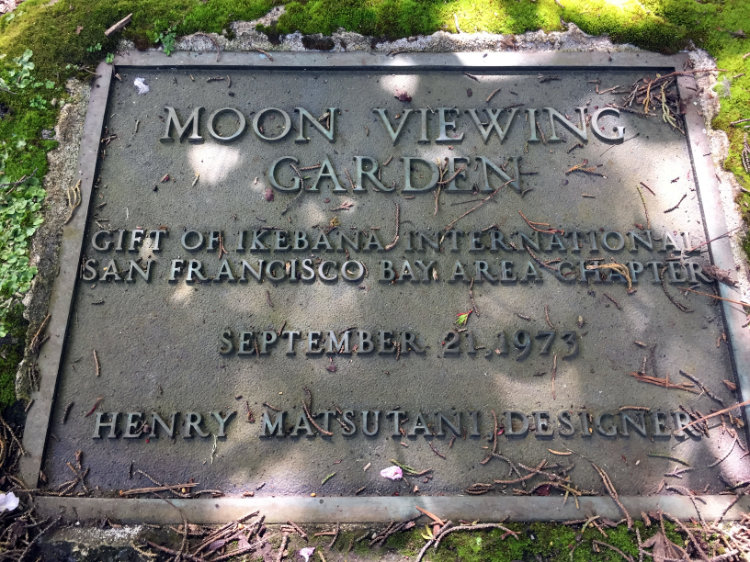 MOON VIEWING
GARDEN
GIFT OF IKEBANA INTERNATIONAL
SAN FRANCISCO BAY AREA CHAPTER
SEPTEMBER 21, 1973
HENRY MATSUTANI, DESIGNER